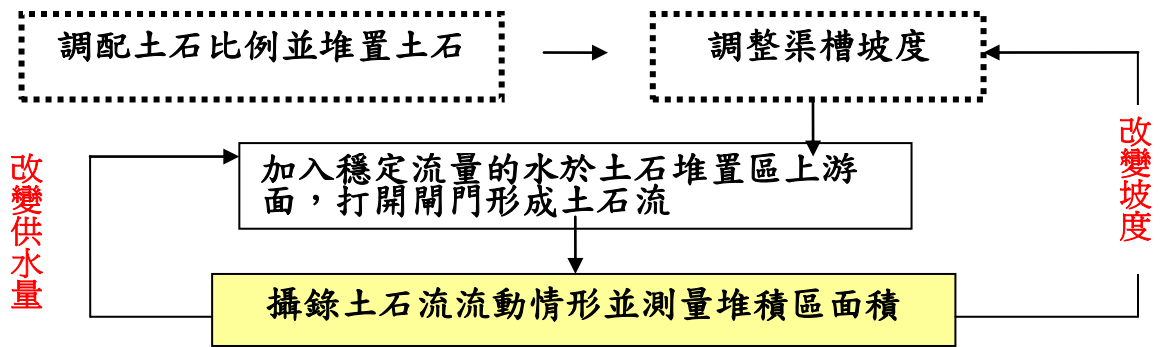 調配土石比例並堆置土石
調整渠槽坡度
改變供水量
加入穩定流量的水於土石堆置區上游
面，打開閘門形成土石流
改變坡度
攝錄土石流流動情形並測量堆積區面積